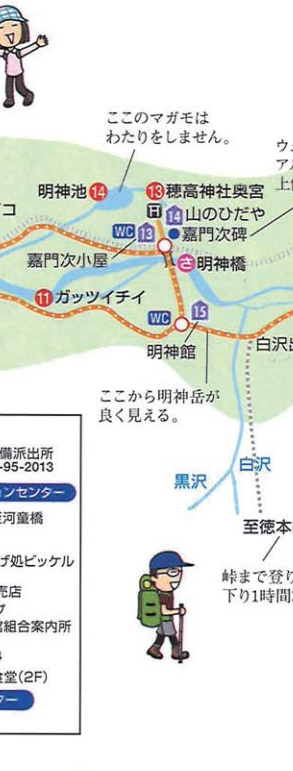 ここのマガモは
わたりをしません。
明神池 14
13 穂高神社奥宮
14 山のひだや
WC 13
嘉門次碑
嘉門次小屋
さ 明神橋
11 ガッツイチイ
WC 15
明神館
白沢出
ここから明神岳が
良く見える。
黒沢
白沢
至徳本
峠まで登り
下り1時間
備派出所
-95-2013
ンセンター
河童橋
げ処ビッケル
売店
組合案内所
堂(2F)